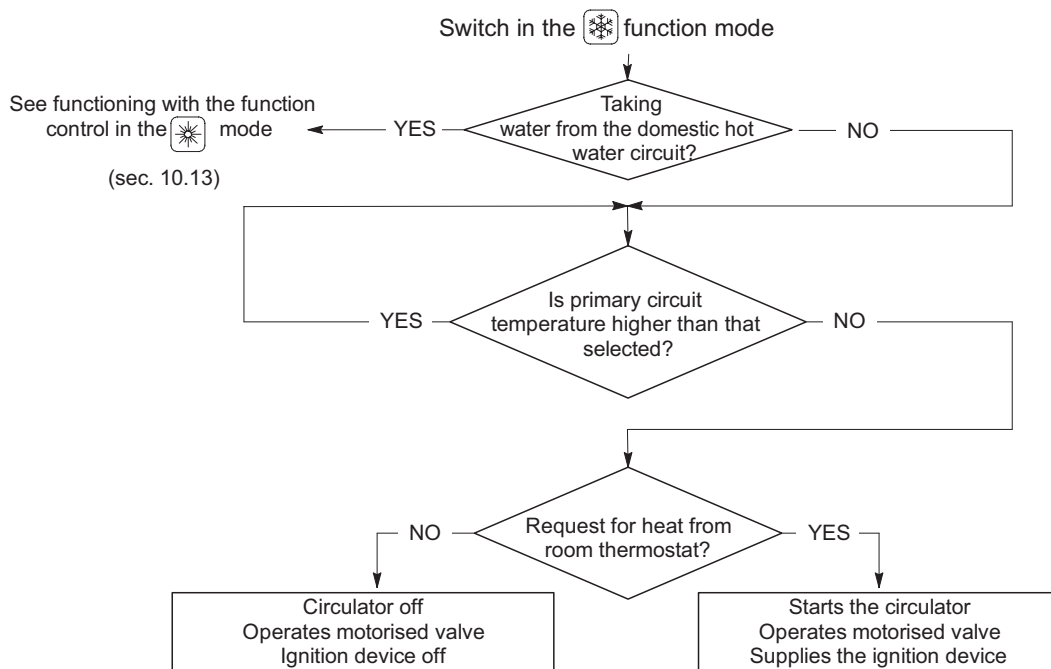 Switch in the function mode
Taking
water from the domestic hot
water circuit?
YES
NO
See functioning with the function
control in the mode
(sec. 10.13)
Is primary circuit
temperature higher than that
selected?
YES
NO
Request for heat from
room thermostat?
NO
YES
Circulator off
Operates motorised valve
Ignition device off
Starts the circulator
Operates motorised valve
Supplies the ignition device